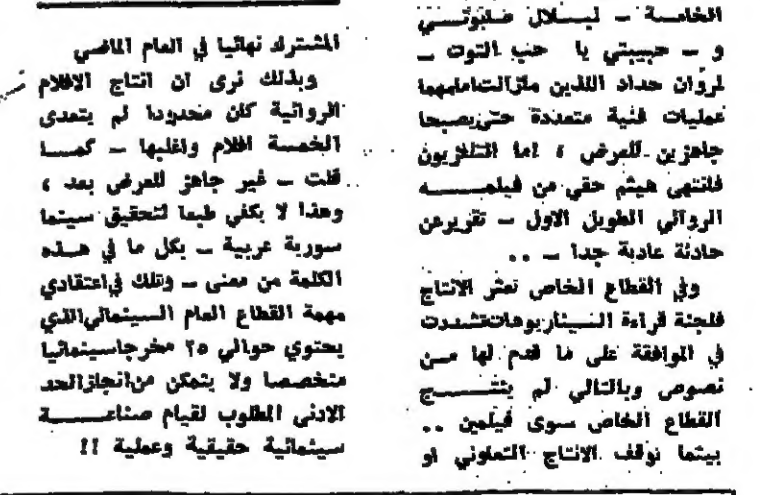 الخامسة – لبلال صابوني
و – حبيبتي يا حب التوت –
لمروان حداد اللذين مازالت امامهما
عمليات فنية متعددة حتى يصبحا
جاهزين للعرض ، اما التلفزيون
فانتهى هيثم حقي من فيلمه
الروائي الطويل الاول – تقرير عن
حادثة عادية جدا – ..
وفي القطاع الخاص تعثر الانتاج
فلجنة قراءة السيناريوهات تشددت
في الموافقة على ما قدم لها من
نصوص وبالتالي لم ينتج
القطاع الخاص سوى فيلمين ..
بينما توقف الانتاج التعاوني او
المشترك نهائيا في العام الماضي
وبذلك نرى ان انتاج الافلام
الروائية كان محدودا لم يتعدى
الخمسة افلام واغلبها – كما
قلت – غير جاهز للعرض بعد ،
وهذا لا يكفي طبعا لتحقيق سينما
سورية عربية – بكل ما في هذه
الكلمة من معنى – وتلك في اعتقادي
مهمة القطاع العام السينمائي الذي
يحتوي حوالي ٢٥ مخرجا سينمائيا
متخصصا ولا يتمكن من انجاز الحد
الادنى المطلوب لقيام صناعة
سينمائية حقيقية وعملية !!